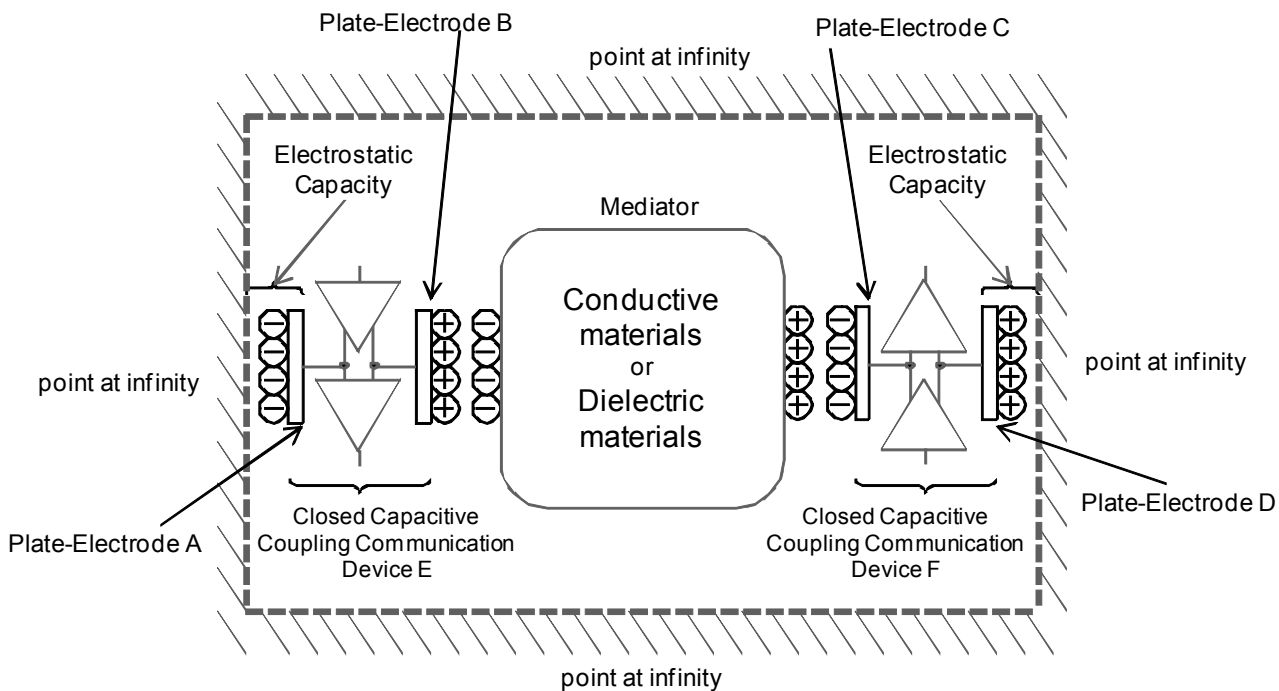 Plate-Electrode B
Plate-Electrode C
point at infinity
Electrostatic
Capacity
Electrostatic
Capacity
Mediator
Conductive
materials
or
Dielectric
materials
point at infinity
point at infinity
Plate-Electrode A
Closed Capacitive
Coupling Communication
Device E
Closed Capacitive
Coupling Communication
Device F
Plate-Electrode D
point at infinity